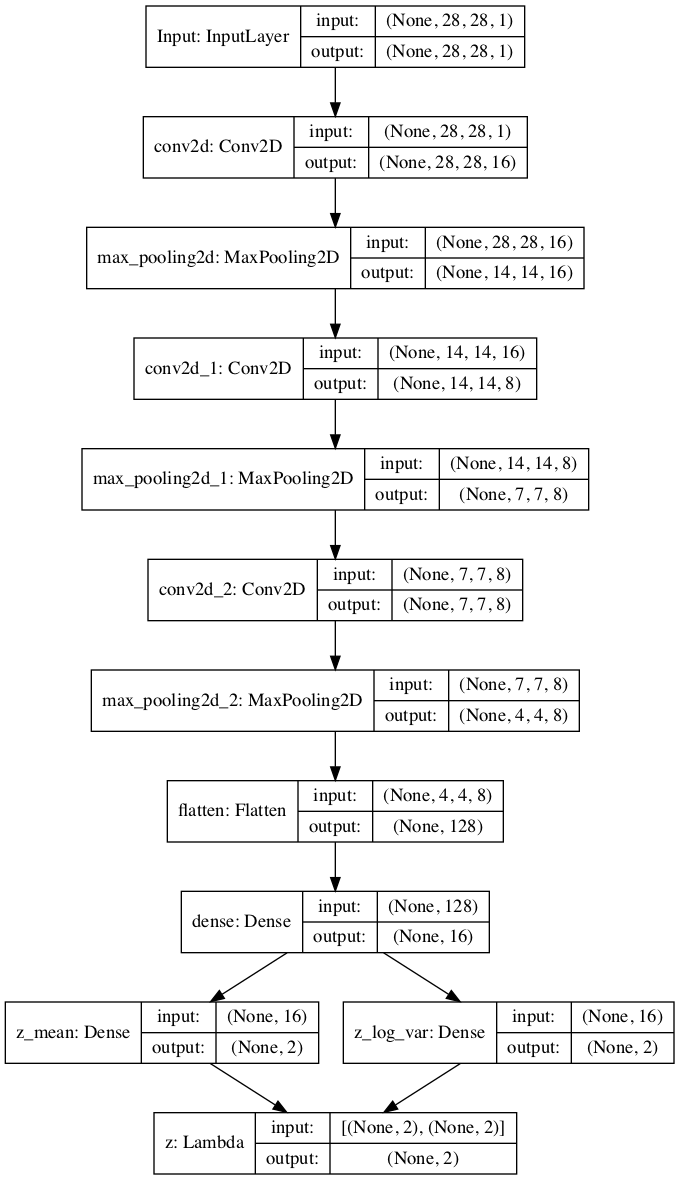 Input: InputLayer
input: (None, 28, 28, 1)
output: (None, 28, 28, 1)
conv2d: Conv2D
input: (None, 28, 28, 1)
output: (None, 28, 28, 16)
max_pooling2d: MaxPooling2D
input: (None, 28, 28, 16)
output: (None, 14, 14, 16)
conv2d_1: Conv2D
input: (None, 14, 14, 16)
output: (None, 14, 14, 8)
max_pooling2d_1: MaxPooling2D
input: (None, 14, 14, 8)
output: (None, 7, 7, 8)
conv2d_2: Conv2D
input: (None, 7, 7, 8)
output: (None, 7, 7, 8)
max_pooling2d_2: MaxPooling2D
input: (None, 7, 7, 8)
output: (None, 4, 4, 8)
flatten: Flatten
input: (None, 4, 4, 8)
output: (None, 128)
dense: Dense
input: (None, 128)
output: (None, 16)
z_mean: Dense
input: (None, 16)
output: (None, 2)
z_log_var: Dense
input: (None, 16)
output: (None, 2)
z: Lambda
input: [(None, 2), (None, 2)]
output: (None, 2)